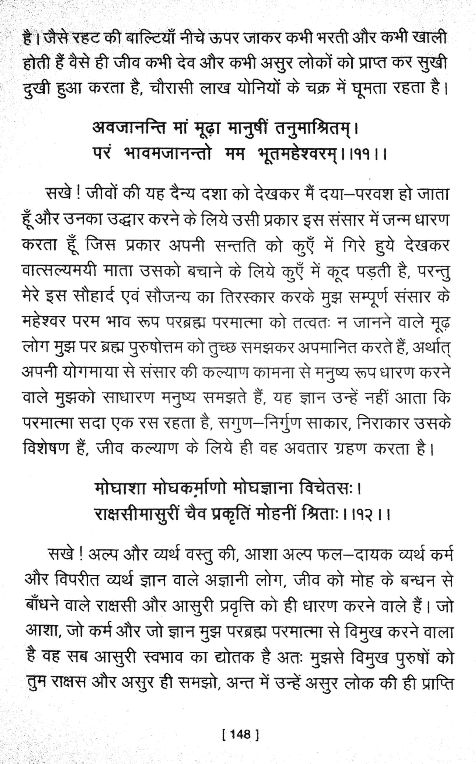 है। जैसे रहट की बाल्टियाँ नीचे ऊपर जाकर कभी भरती और कभी खाली
होती हैं वैसे ही जीव कभी देव और कभी असुर लोकों को प्राप्त कर सुखी
दुखी हुआ करता है, चौरासी लाख योनियों के चक्र में घूमता रहता है।
अवजानन्ति मां मूढा मानुषीं तनुमाश्रितम्।
परं भावमजानन्तो मम भूतमहेश्वरम्।।११।।
सखे ! जीवों की यह दैन्य दशा को देखकर मैं दया–परवश हो जाता
हूँ और उनका उद्धार करने के लिये उसी प्रकार इस संसार में जन्म धारण
करता हूँ जिस प्रकार अपनी सन्तति को कुएँ में गिरे हुये देखकर
वात्सल्यमयी माता उसको बचाने के लिये कुएँ में कूद पड़ती है, परन्तु
मेरे इस सौहार्द एवं सौजन्य का तिरस्कार करके मुझ सम्पूर्ण संसार के
महेश्वर परम भाव रूप परब्रह्म परमात्मा को तत्वतः न जानने वाले मूढ़
लोग मुझ पर ब्रह्म पुरुषोत्तम को तुच्छ समझकर अपमानित करते हैं, अर्थात्
अपनी योगमाया से संसार की कल्याण कामना से मनुष्य रूप धारण करने
वाले मुझको साधारण मनुष्य समझते हैं, यह ज्ञान उन्हें नहीं आता कि
परमात्मा सदा एक रस रहता है, सगुण–निर्गुण साकार, निराकार उसके
विशेषण हैं, जीव कल्याण के लिये ही वह अवतार ग्रहण करता है।
मोघाशा मोघकर्माणो मोघज्ञाना विचेतसः।
राक्षसीमासुरीं चैव प्रकृतिं मोहनीं श्रिताः।।१२।।
सखे ! अल्प और व्यर्थ वस्तु की, आशा अल्प फल–दायक व्यर्थ कर्म
और विपरीत व्यर्थ ज्ञान वाले अज्ञानी लोग, जीव को मोह के बन्धन से
बाँधने वाले राक्षसी और आसुरी प्रवृत्ति को ही धारण करने वाले हैं। जो
आशा, जो कर्म और जो ज्ञान मुझ परब्रह्म परमात्मा से विमुख करने वाला
है वह सब आसुरी स्वभाव का द्योतक है अतः मुझसे विमुख पुरुषों को
तुम राक्षस और असुर ही समझो, अन्त में उन्हें असुर लोक की ही प्राप्ति
[ 148 ]